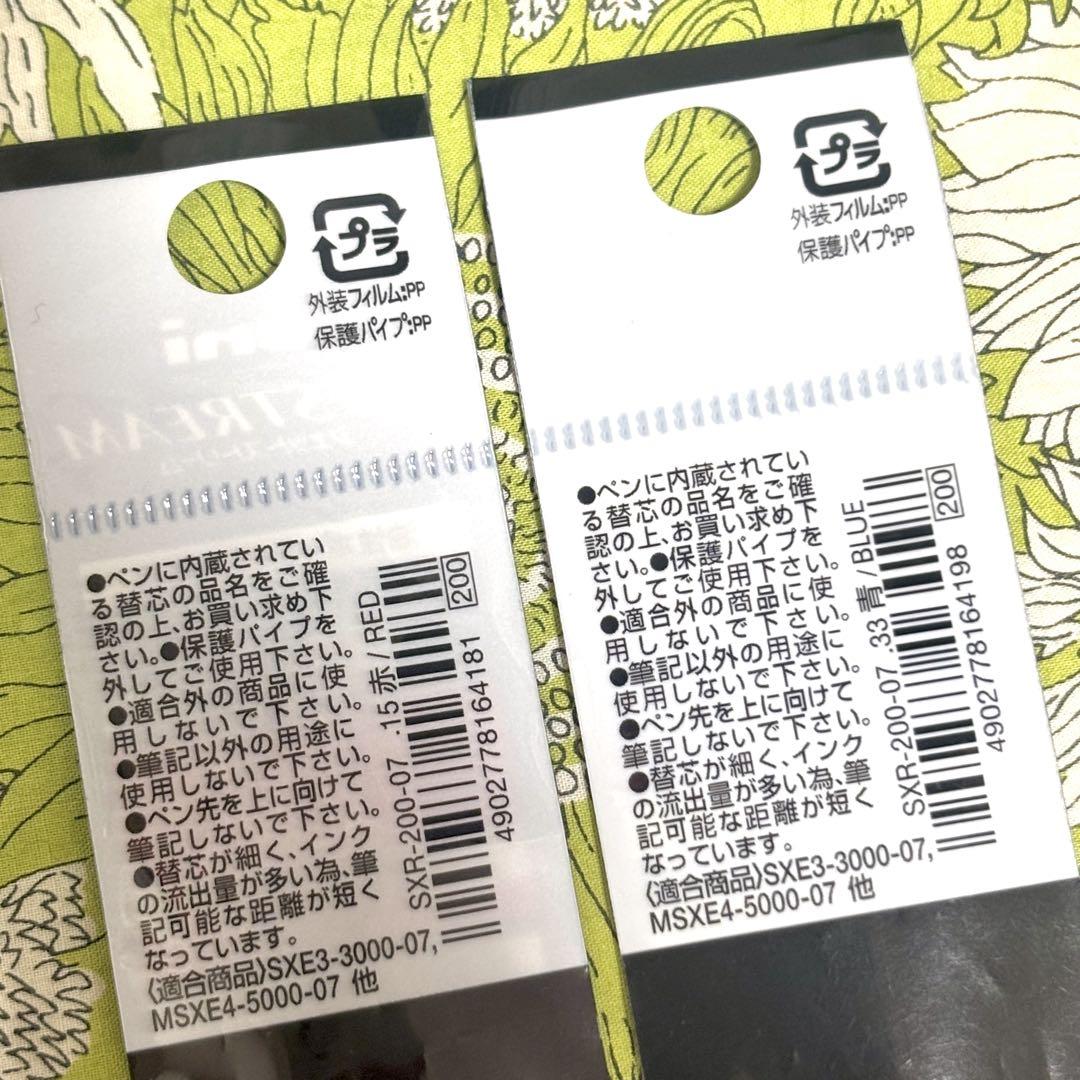 プラ
外装フィルム:PP
保護パイプ:PP
uni
STREAM
●ペンに内蔵されてい
る替芯の品名をご確
認の上、お買い求め下
さい。●保護パイプを
外してご使用下さい。
●適合外の商品に使
用しないで下さい。
●筆記以外の用途に
使用しないで下さい。
●ペン先を上に向けて
筆記しないで下さい。
●替芯が細く、インク
の流出量が多い為、筆
記可能な距離が短く
なっています。
〈適合商品〉SXE3-3000-07,
MSXE4-5000-07 他
SXR-200-07 .15 赤/RED
200
4902778164181
プラ
外装フィルム:PP
保護パイプ:PP
●ペンに内蔵されてい
る替芯の品名をご確
認の上、お買い求め下
さい。●保護パイプを
外してご使用下さい。
●適合外の商品に使
用しないで下さい。
●筆記以外の用途に
使用しないで下さい。
●ペン先を上に向けて
筆記しないで下さい。
●替芯が細く、インク
の流出量が多い為、筆
記可能な距離が短く
なっています。
〈適合商品〉SXE3-3000-07,
MSXE4-5000-07 他
SXR-200-07 .33 青/BLUE
200
4902778164198